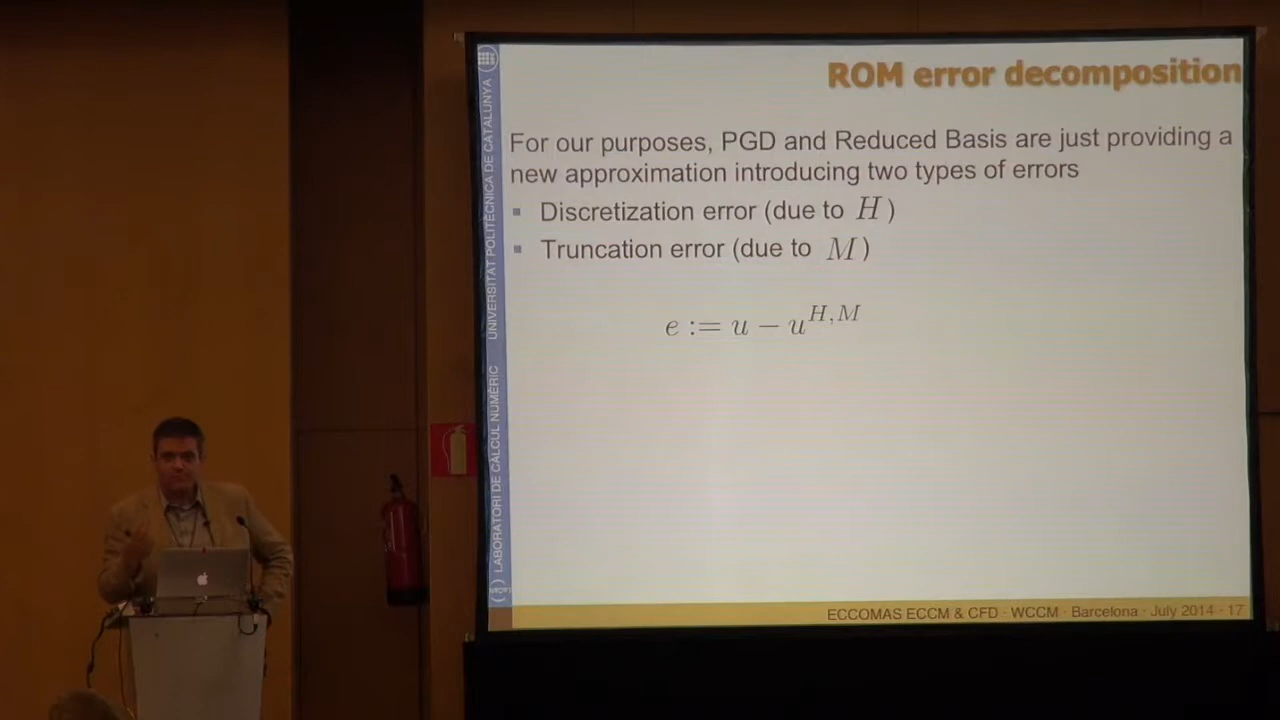 ROM error decomposition
For our purposes, PGD and Reduced Basis are just providing a
new approximation introducing two types of errors
▪ Discretization error (due to H)
▪ Truncation error (due to M)
e := u − u^{H,M}
UNIVERSITAT POLITÈCNICA DE CATALUNYA
LABORATORI DE CÀLCUL NUMÈRIC
ECCOMAS ECCM & CFD · WCCM · Barcelona · July 2014 - 17